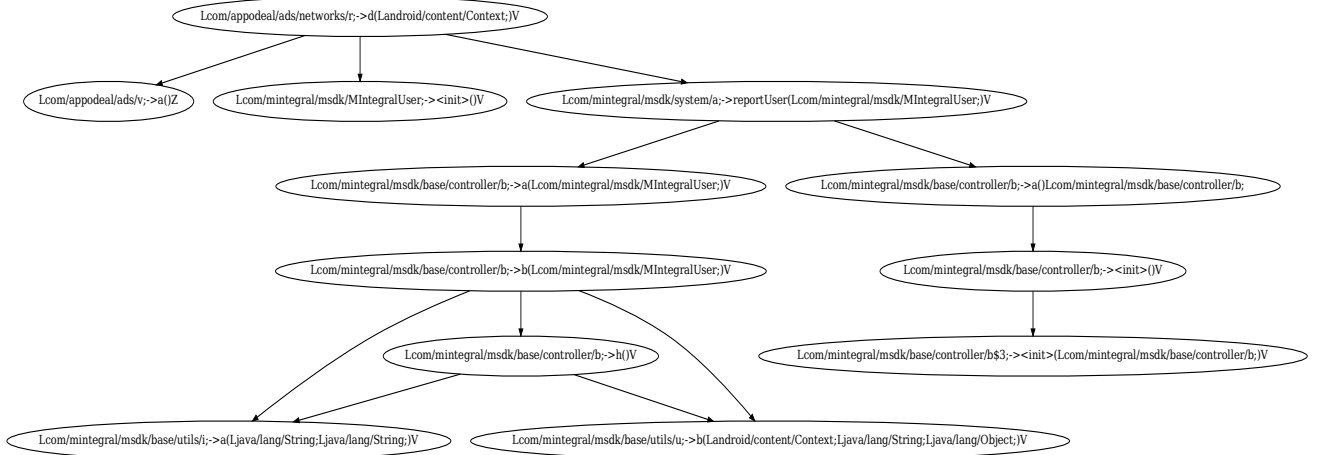 Lcom/appodeal/ads/networks/r;->d(Landroid/content/Context;)V
Lcom/appodeal/ads/v;->a()Z
Lcom/mintegral/msdk/MIntegralUser;-><init>()V
Lcom/mintegral/msdk/system/a;->reportUser(Lcom/mintegral/msdk/MIntegralUser;)V
Lcom/mintegral/msdk/base/controller/b;->a(Lcom/mintegral/msdk/MIntegralUser;)V
Lcom/mintegral/msdk/base/controller/b;->a()Lcom/mintegral/msdk/base/controller/b;
Lcom/mintegral/msdk/base/controller/b;->b(Lcom/mintegral/msdk/MIntegralUser;)V
Lcom/mintegral/msdk/base/controller/b;-><init>()V
Lcom/mintegral/msdk/base/controller/b;->h()V
Lcom/mintegral/msdk/base/controller/b$3;-><init>(Lcom/mintegral/msdk/base/controller/b;)V
Lcom/mintegral/msdk/base/utils/i;->a(Ljava/lang/String;Ljava/lang/String;)V
Lcom/mintegral/msdk/base/utils/u;->b(Landroid/content/Context;Ljava/lang/String;Ljava/lang/Object;)V